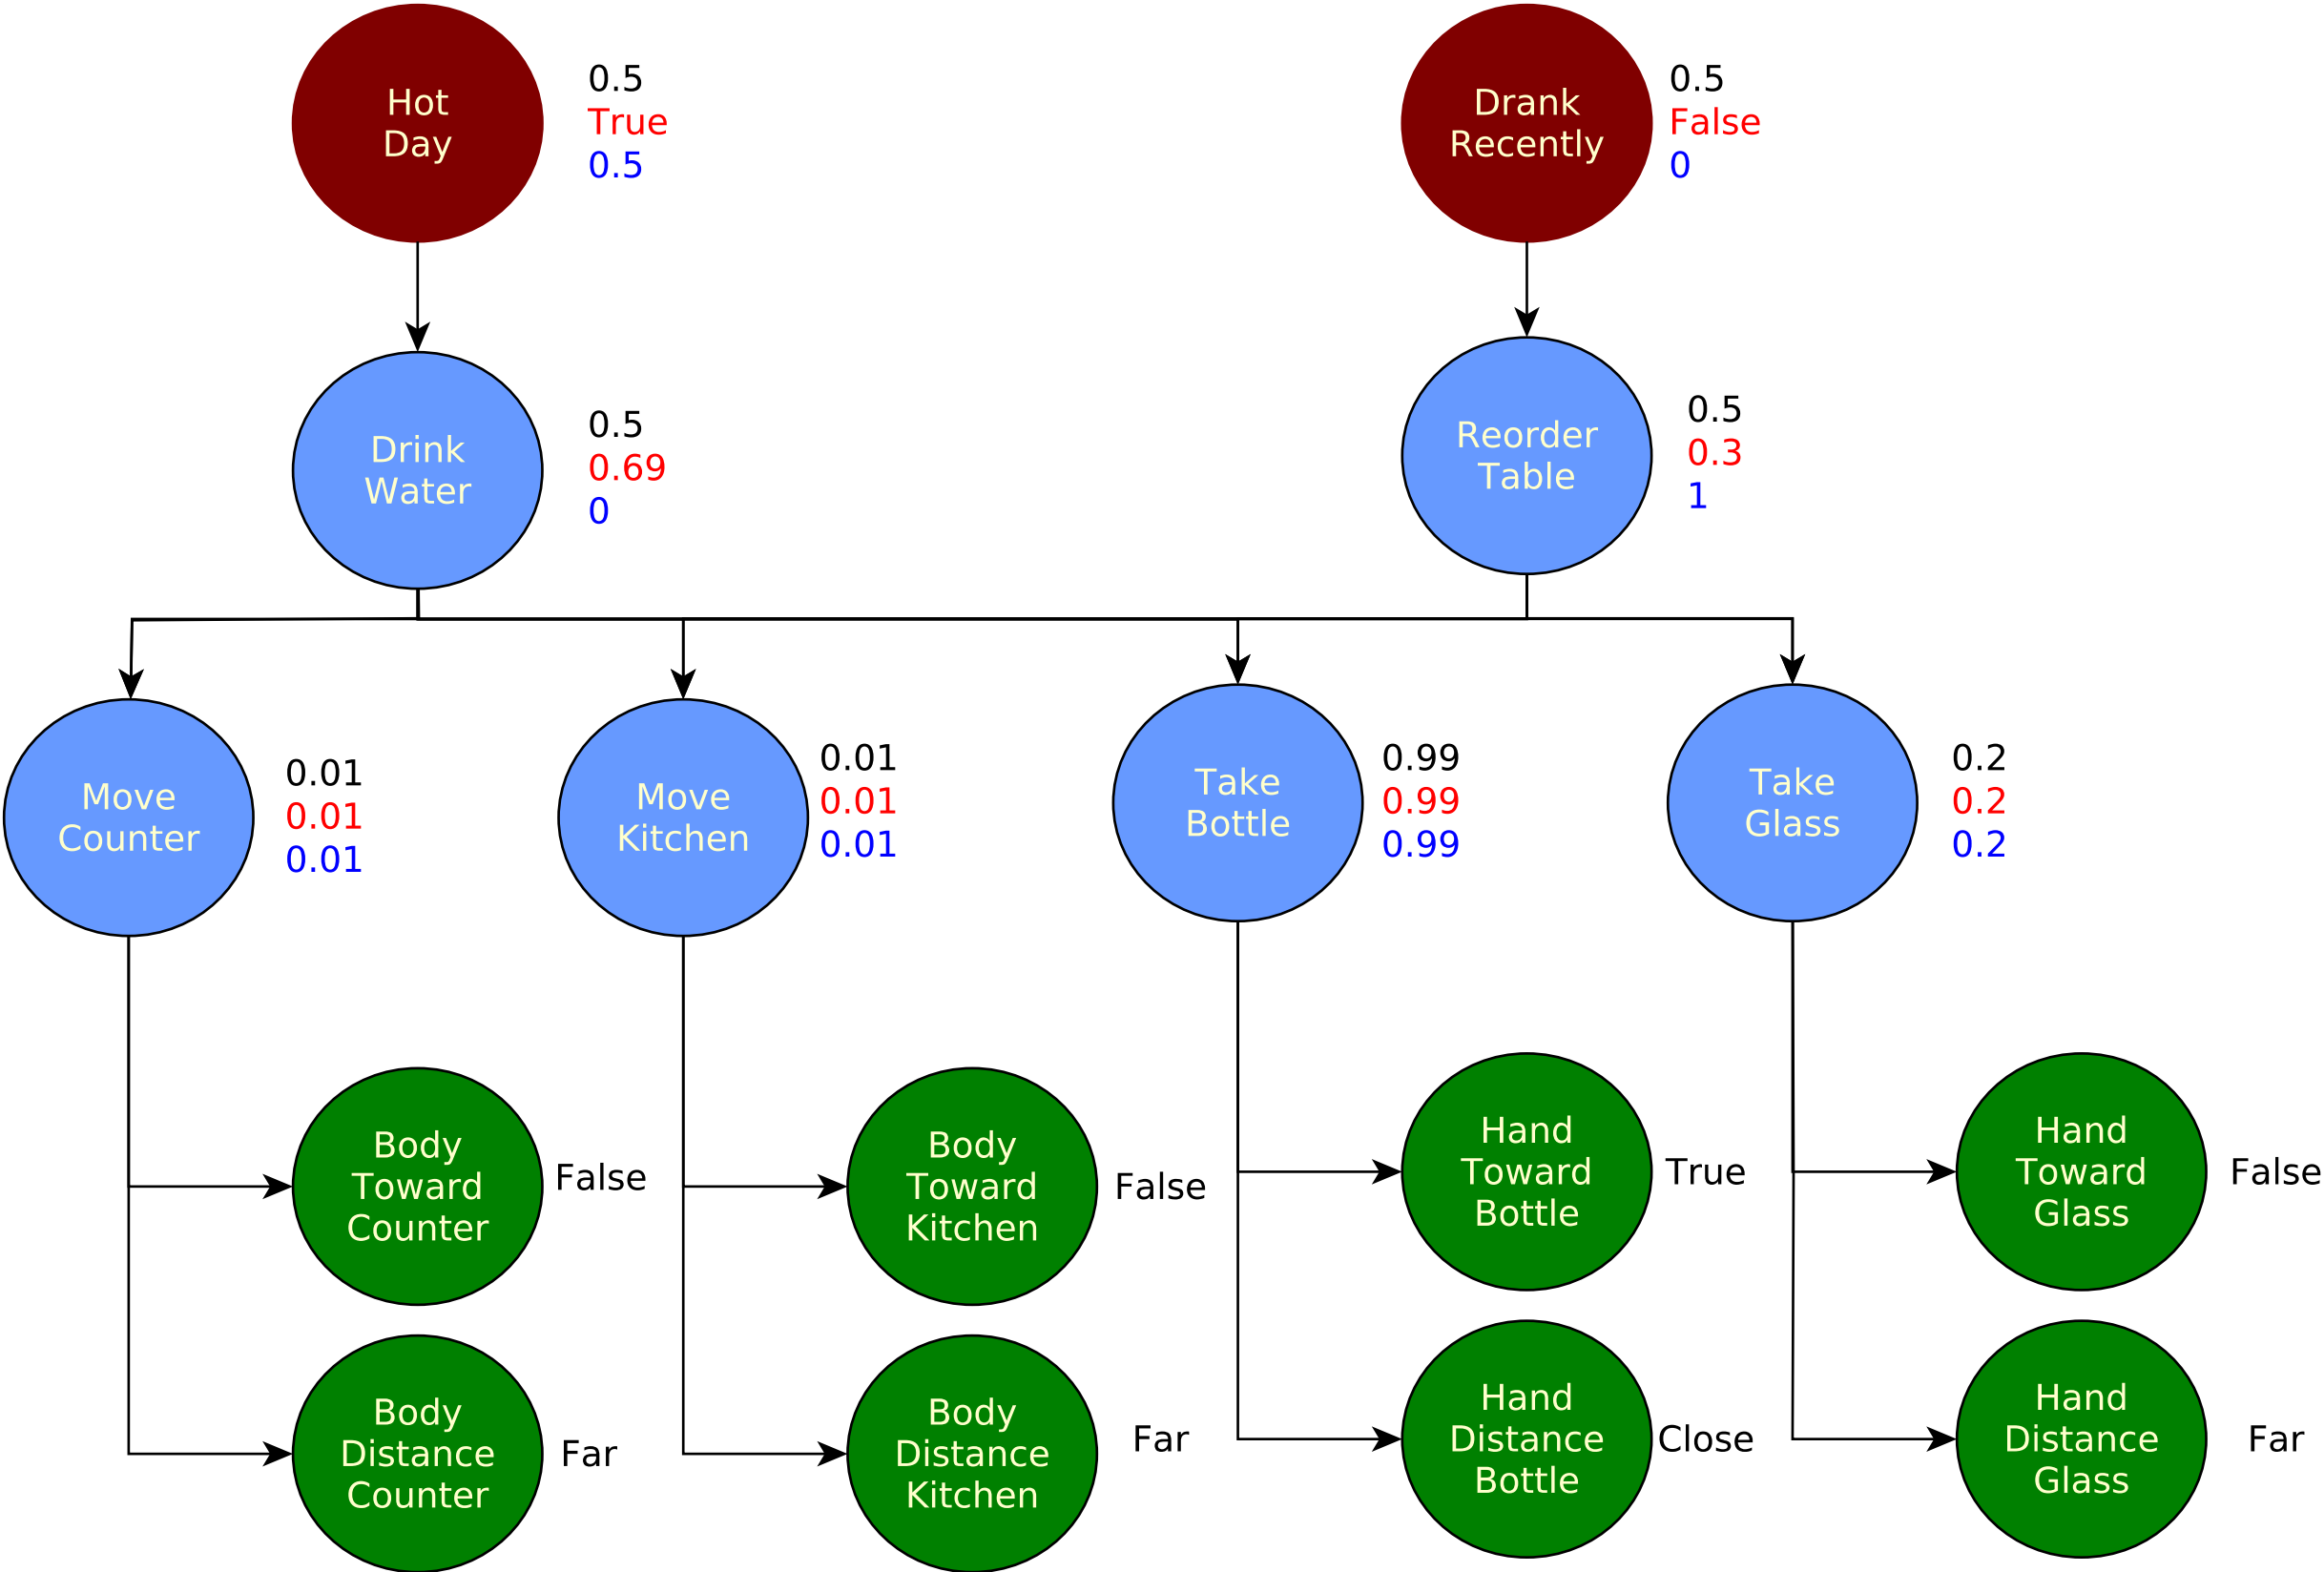 Hot
Day
0.5
True
0.5
Drank
Recently
0.5
False
0
Drink
Water
0.5
0.69
0
Reorder
Table
0.5
0.3
1
Move
Counter
0.01
0.01
0.01
Move
Kitchen
0.01
0.01
0.01
Take
Bottle
0.99
0.99
0.99
Take
Glass
0.2
0.2
0.2
Body
Toward
Counter
False
Body
Toward
Kitchen
False
Hand
Toward
Bottle
True
Hand
Toward
Glass
False
Body
Distance
Counter
Far
Body
Distance
Kitchen
Far
Hand
Distance
Bottle
Close
Hand
Distance
Glass
Far